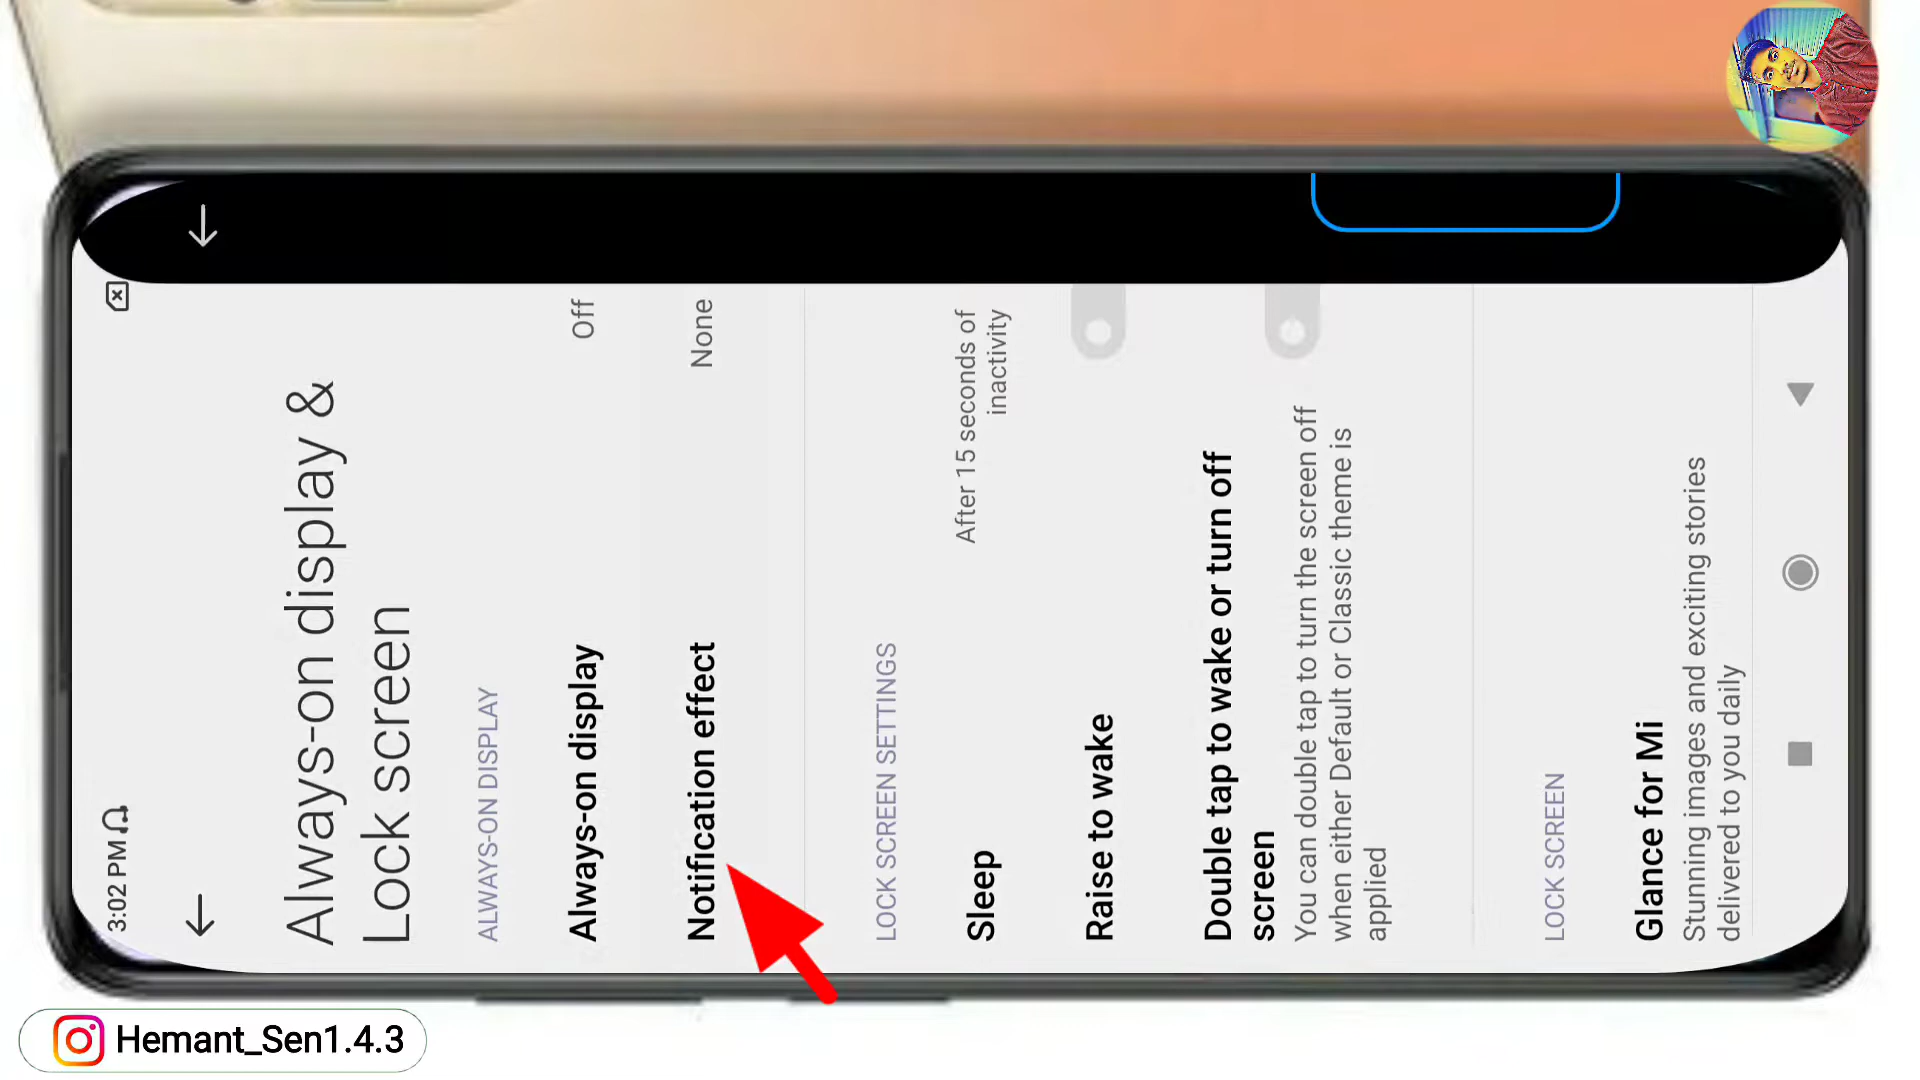 3:02 PM
Always-on display &
Lock screen
ALWAYS-ON DISPLAY
Always-on display
Off
Notification effect
None
LOCK SCREEN SETTINGS
Sleep
After 15 seconds of
inactivity
Raise to wake
Double tap to wake or turn off
screen
You can double tap to turn the screen off
when either Default or Classic theme is
applied
LOCK SCREEN
Glance for Mi
Stunning images and exciting stories
delivered to you daily
Hemant_Sen1.4.3